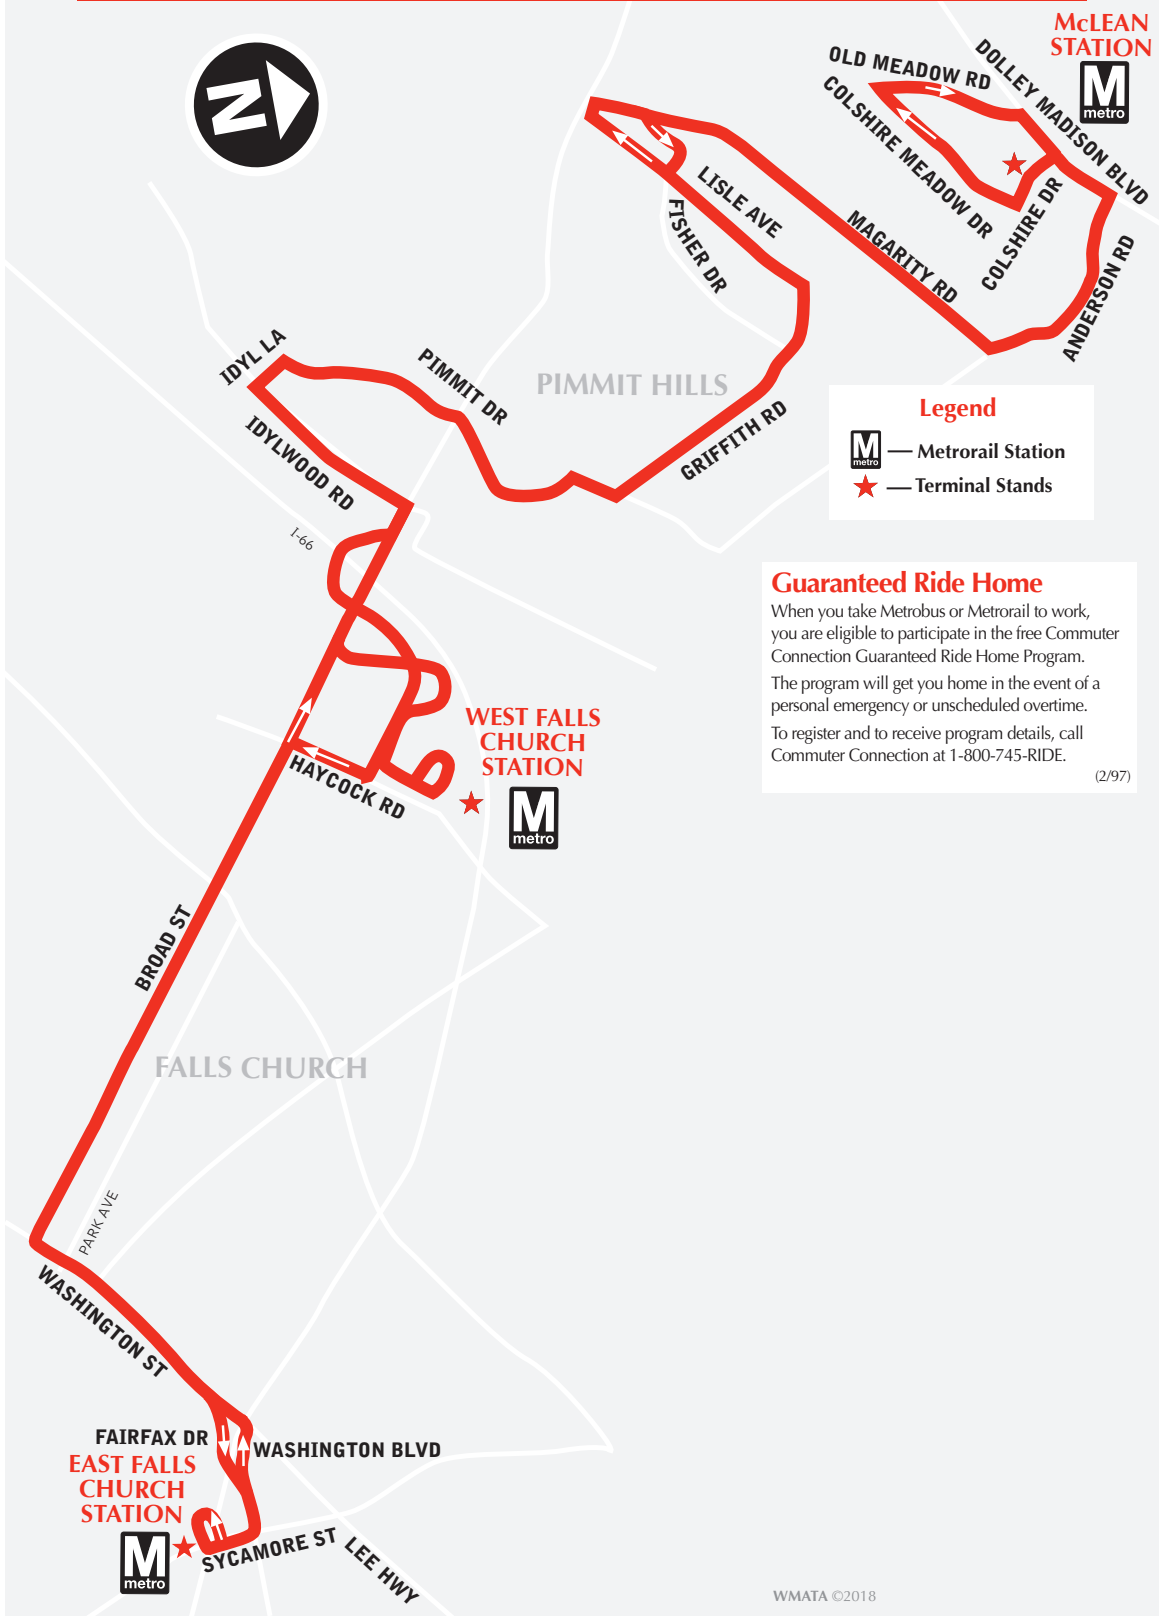 McLEAN
STATION
M
metro
N
OLD MEADOW RD
DOLLEY MADISON BLVD
COLSHIRE MEADOW DR
COLSHIRE DR
ANDERSON RD
LISLE AVE
FISHER DR
MAGARITY RD
IDYL LA
PIMMIT DR
PIMMIT HILLS
GRIFFITH RD
IDYLWOOD RD
I-66
Legend
M
metro
— Metrorail Station
— Terminal Stands
Guaranteed Ride Home
When you take Metrobus or Metrorail to work,
you are eligible to participate in the free Commuter
Connection Guaranteed Ride Home Program.
The program will get you home in the event of a
personal emergency or unscheduled overtime.
To register and to receive program details, call
Commuter Connection at 1-800-745-RIDE.
(2/97)
WEST FALLS
CHURCH
STATION
M
metro
HAYCOCK RD
BROAD ST
FALLS CHURCH
PARK AVE
WASHINGTON ST
FAIRFAX DR
WASHINGTON BLVD
EAST FALLS
CHURCH
STATION
M
metro
SYCAMORE ST
LEE HWY
WMATA ©2018